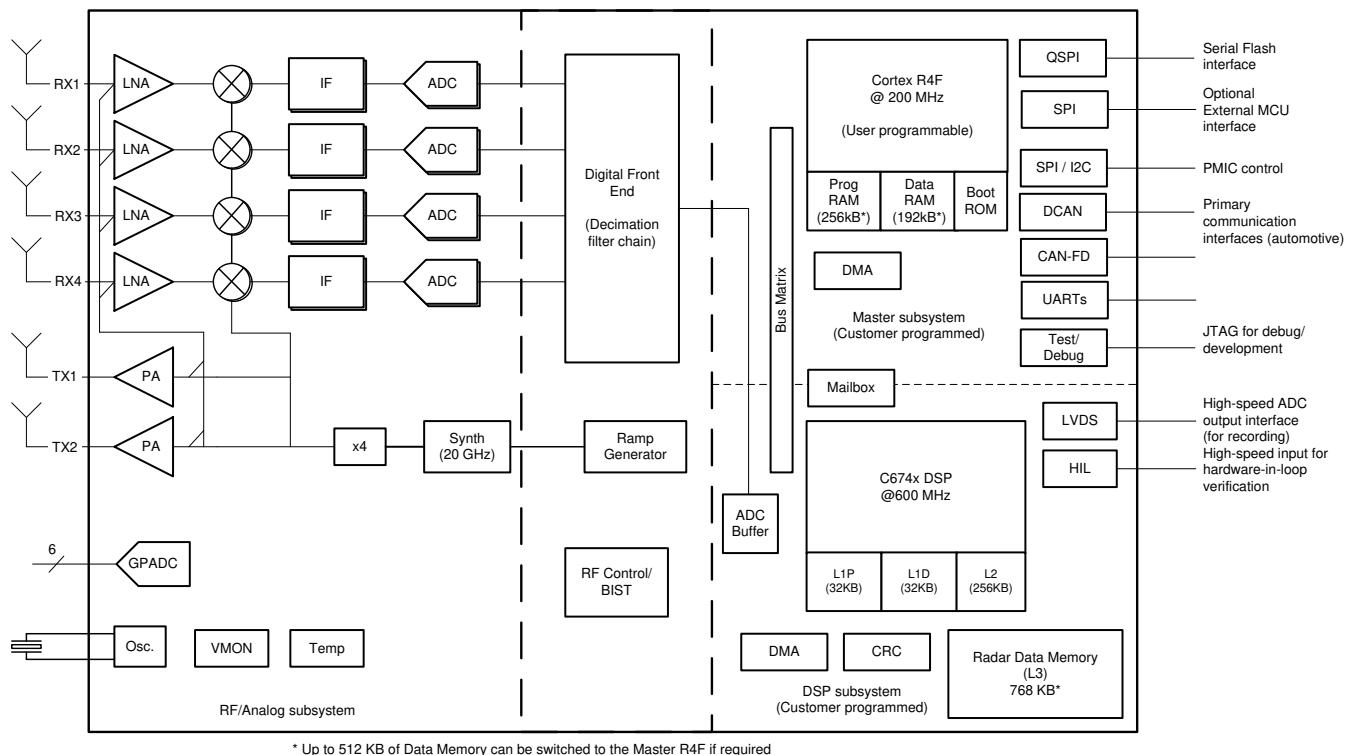 RX1
LNA
IF
ADC
RX2
LNA
IF
ADC
RX3
LNA
IF
ADC
RX4
LNA
IF
ADC
TX1
PA
TX2
PA
x4
Synth
(20 GHz)
Ramp
Generator
Digital Front
End
(Decimation
filter chain)
6
GPADC
RF Control/
BIST
Osc.
VMON
Temp
RF/Analog subsystem
ADC
Buffer
Bus Matrix
Cortex R4F
@ 200 MHz
(User programmable)
Prog
RAM
(256kB*)
Data
RAM
(192kB*)
Boot
ROM
DMA
Master subsystem
(Customer programmed)
Mailbox
QSPI
Serial Flash
interface
SPI
Optional
External MCU
interface
SPI / I2C
PMIC control
DCAN
Primary
communication
interfaces (automotive)
CAN-FD
UARTs
Test/
Debug
JTAG for debug/
development
LVDS
High-speed ADC
output interface
(for recording)
HIL
High-speed input for
hardware-in-loop
verification
C674x DSP
@600 MHz
L1P
(32KB)
L1D
(32KB)
L2
(256KB)
DMA
CRC
Radar Data Memory
(L3)
768 KB*
DSP subsystem
(Customer programmed)
* Up to 512 KB of Data Memory can be switched to the Master R4F if required